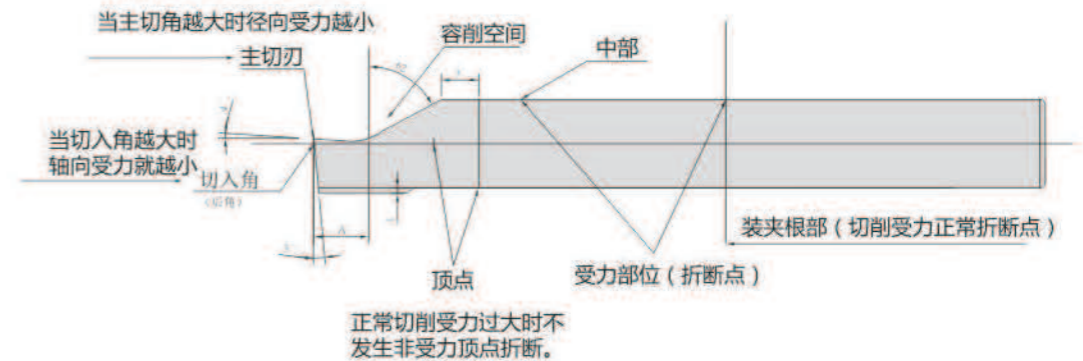 当主切角越大时径向受力越小
容削空间
中部
主切刃
当切入角越大时
轴向受力就越小
切入角
（后角）
装夹根部（切削受力正常折断点）
顶点
受力部位（折断点）
正常切削受力过大时不
发生非受力顶点折断。